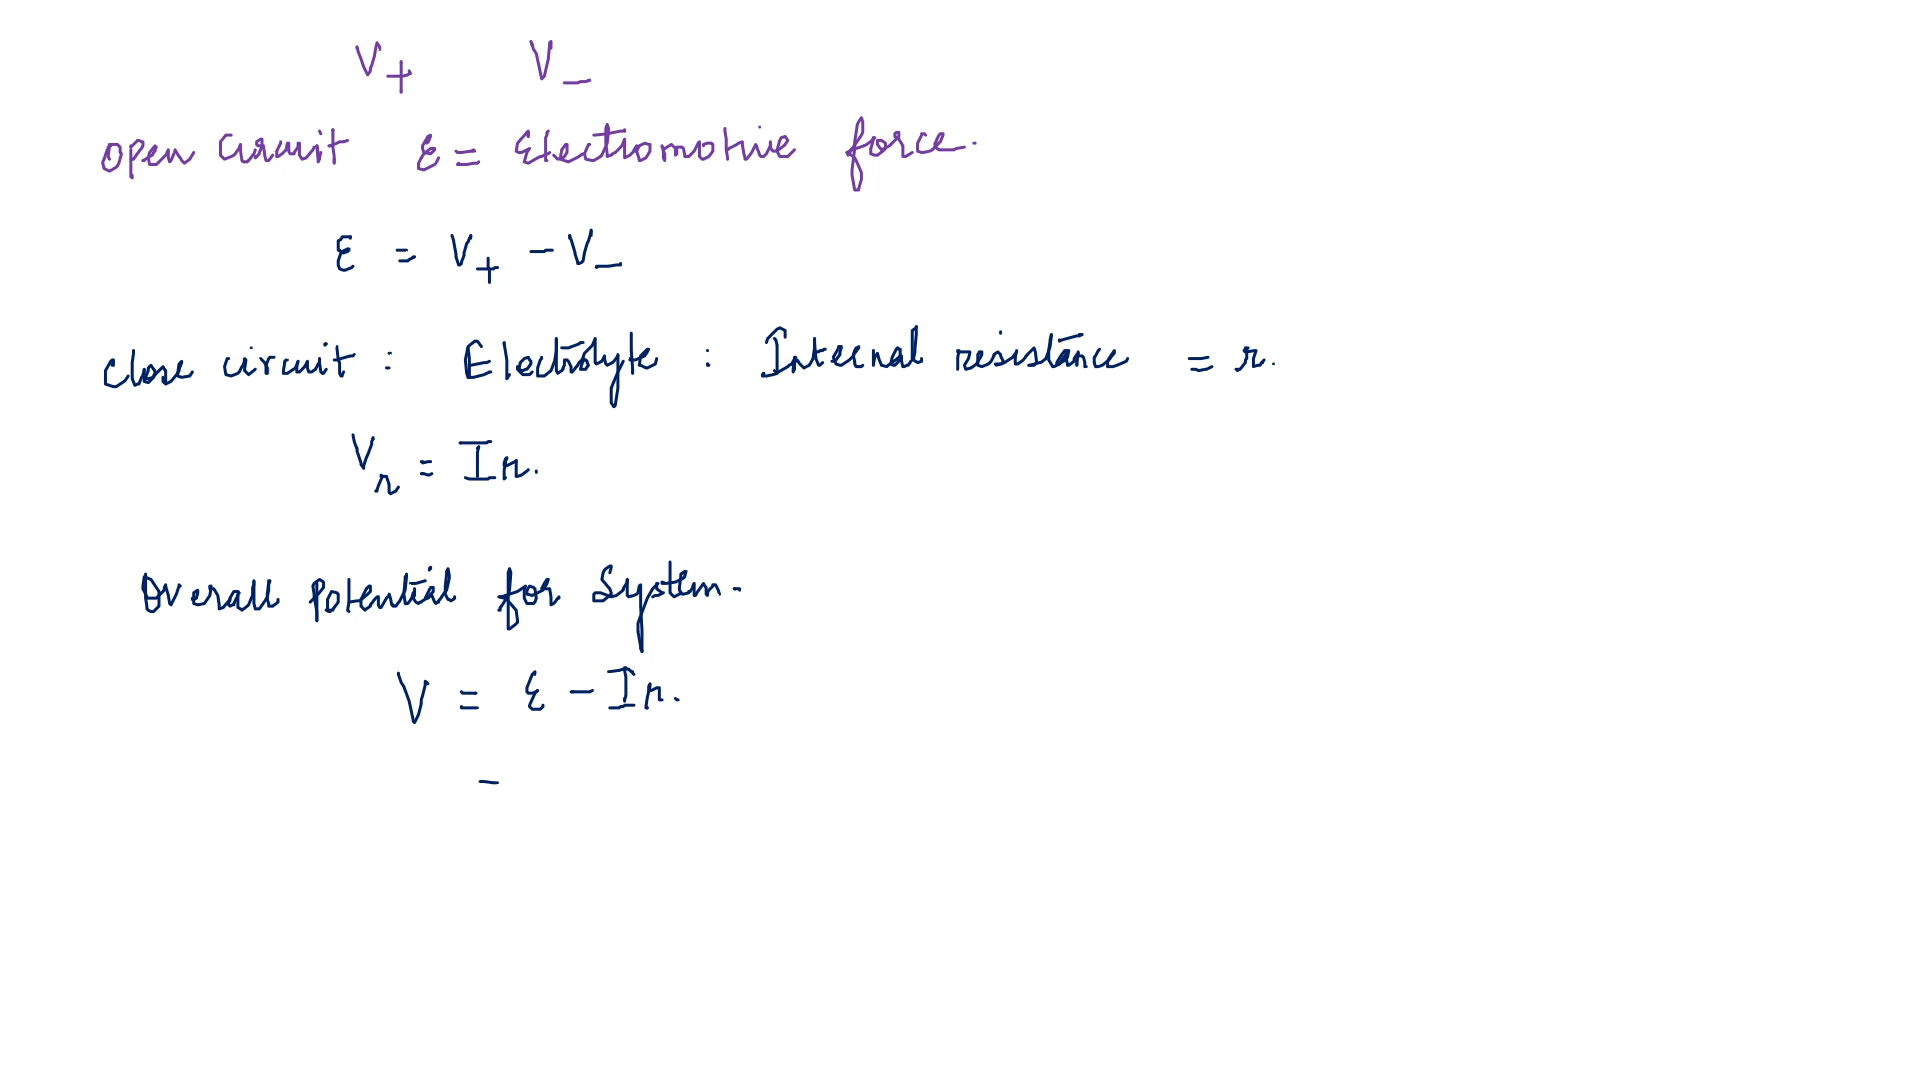 V₊ V₋
open circuit ε = Electromotive force.
ε = V₊ - V₋
close circuit : Electrolyte : Internal resistance = r.
Vᵣ = Ir.
Overall potential for system.
V = ε - Ir.
-